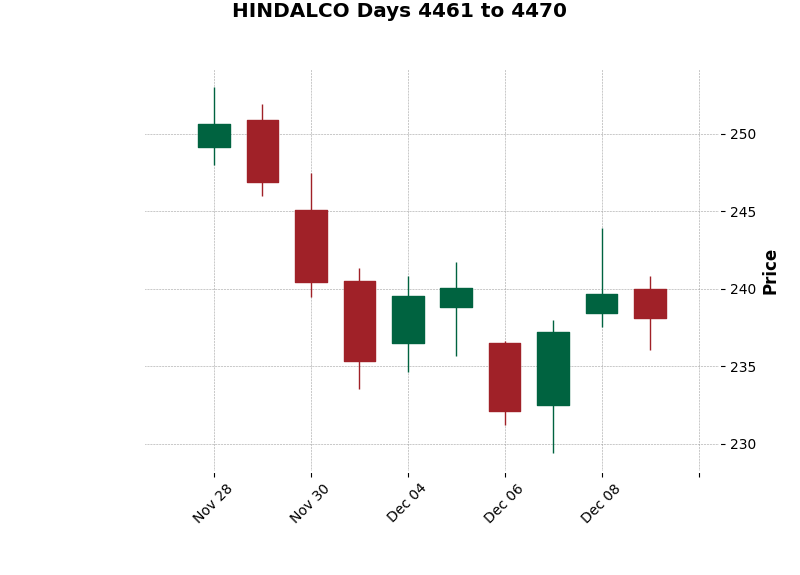 HINDALCO Days 4461 to 4470
250
245
240
235
230
Price
Nov 28
Nov 30
Dec 04
Dec 06
Dec 08